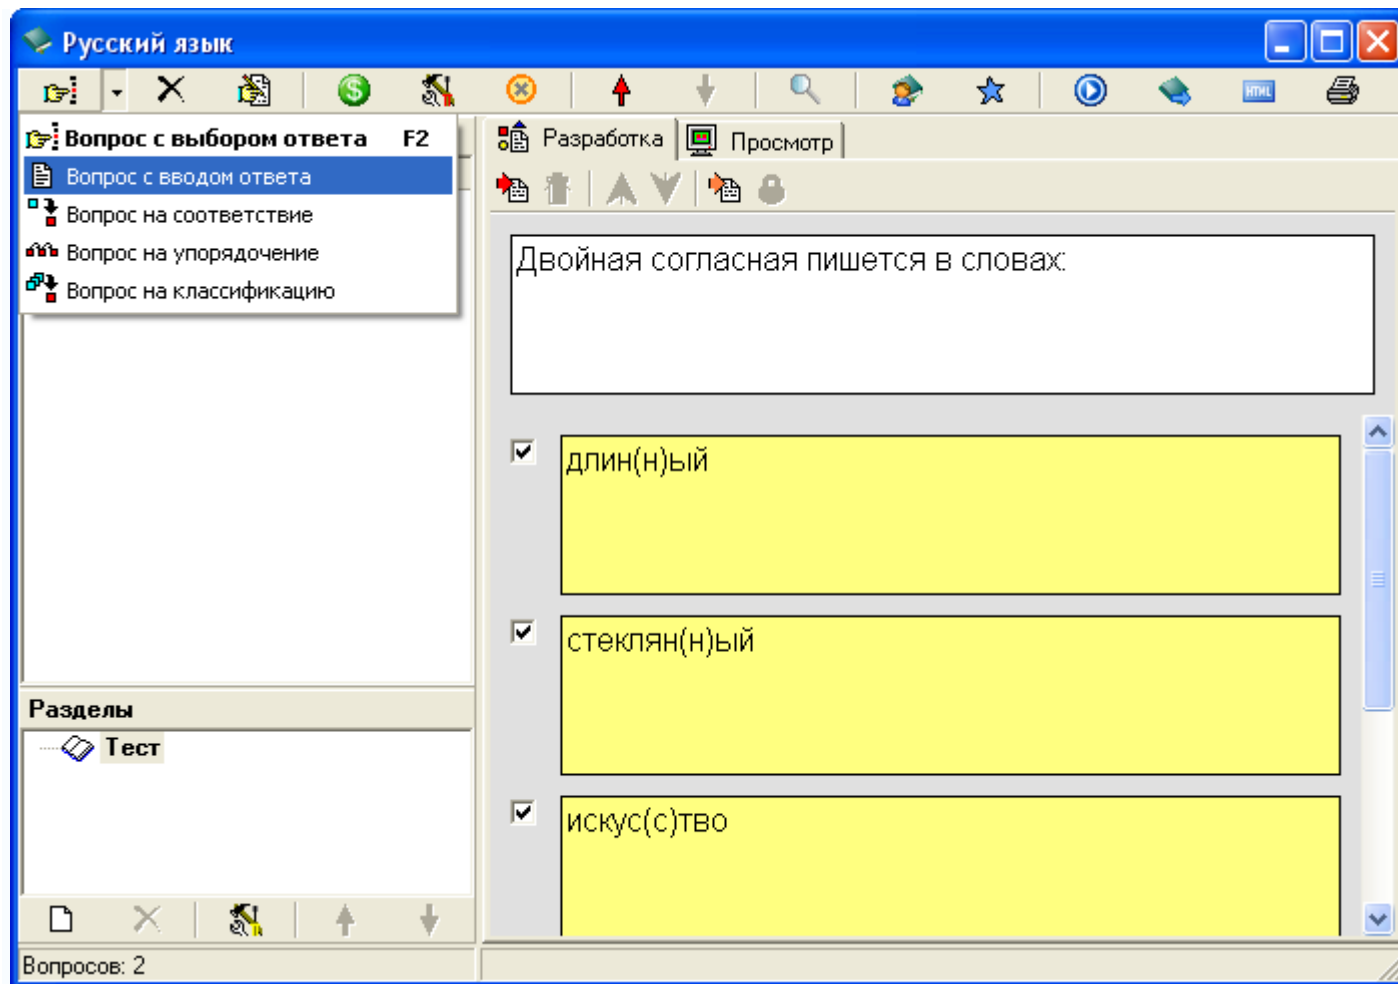 Русский язык
HTML
Вопрос с выбором ответа F2
Вопрос с вводом ответа
Вопрос на соответствие
Вопрос на упорядочение
Вопрос на классификацию
Разработка
Просмотр
Двойная согласная пишется в словах:
длин(н)ый
стеклян(н)ый
искус(с)тво
Разделы
Тест
Вопросов: 2